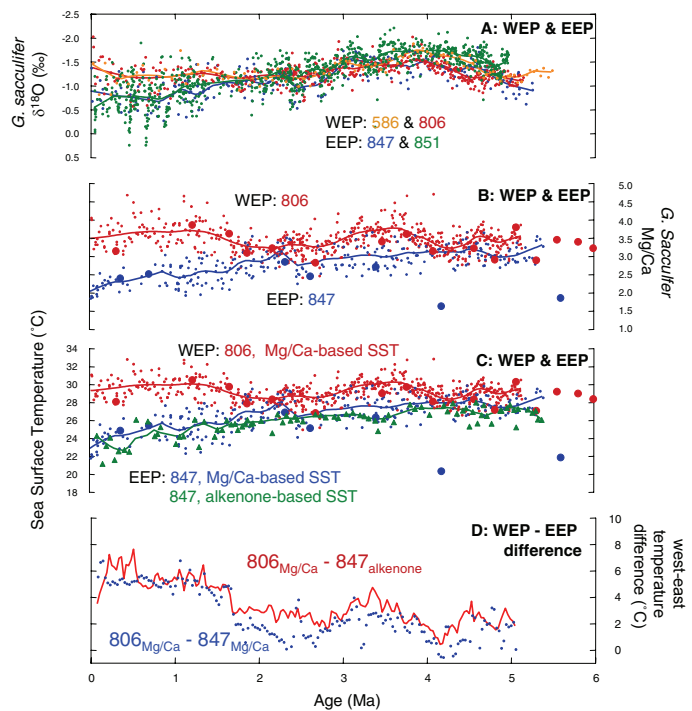 A: WEP & EEP
G. sacculifer
δ18O (‰)
-2.5
-2.0
-1.5
-1.0
-0.5
0.0
0.5
WEP: 586 & 806
EEP: 847 & 851
B: WEP & EEP
WEP: 806
EEP: 847
5.0
4.5
4.0
3.5
3.0
2.5
2.0
1.5
1.0
G. Sacculfer
Mg/Ca
Sea Surface Temperature (°C)
C: WEP & EEP
WEP: 806, Mg/Ca-based SST
34
32
30
28
26
24
22
20
18
EEP: 847, Mg/Ca-based SST
847, alkenone-based SST
D: WEP - EEP
difference
806Mg/Ca - 847alkenone
806Mg/Ca - 847Mg/Ca
10
8
6
4
2
0
west-east
temperature
difference (°C)
0 1 2 3 4 5 6
Age (Ma)